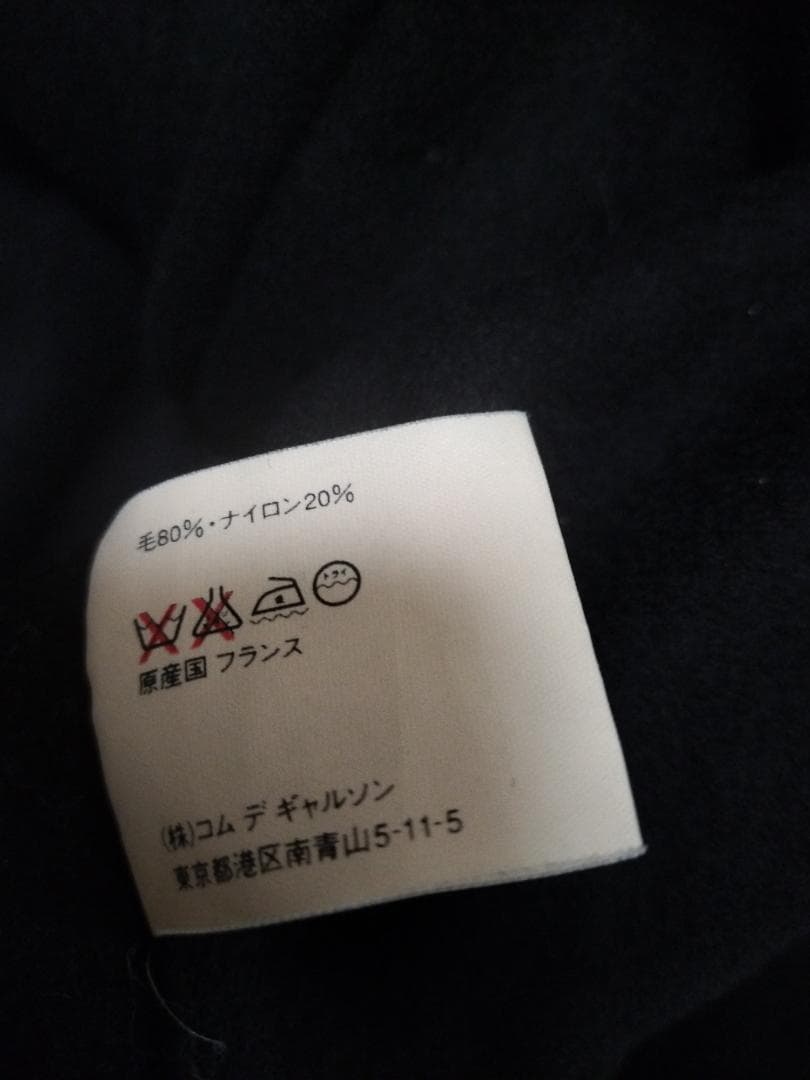 毛80%・ナイロン20%
ドライ
原産国 フランス
(株)コム デ ギャルソン
東京都港区南青山5-11-5